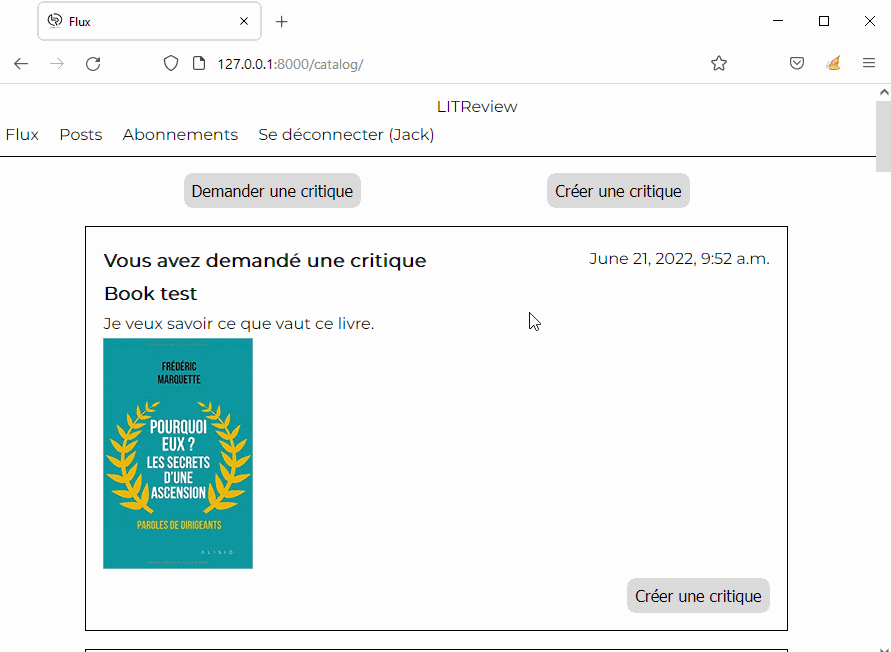 Flux
127.0.0.1:8000/catalog/
LITReview
Flux Posts Abonnements Se déconnecter (Jack)
Demander une critique Créer une critique
Vous avez demandé une critique June 21, 2022, 9:52 a.m.
Book test
Je veux savoir ce que vaut ce livre.
FRÉDÉRIC
MARQUETTE
POURQUOI
EUX ?
LES SECRETS
D'UNE
ASCENSION
PAROLES DE DIRIGEANTS
ALISIO
Créer une critique